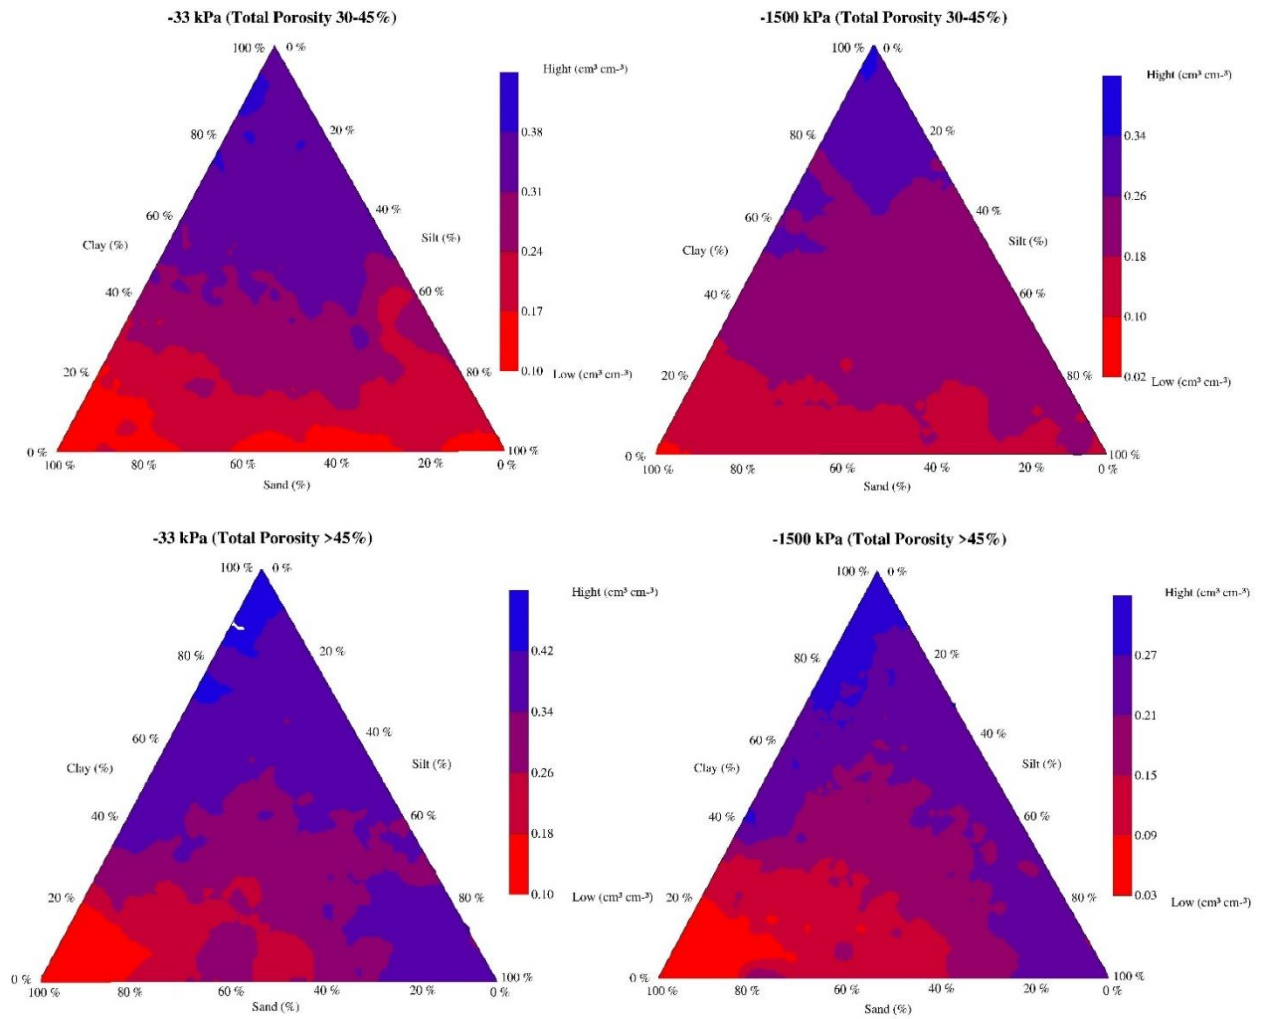 -33 kPa (Total Porosity 30-45%)
100 % 0 %
Hight (cm³ cm-³)
80 % 20 % 0.38
0.31
60 % 40 %
Clay (%) Silt (%)
0.24
40 % 60 %
0.17
20 % 80 % 0.10 Low (cm³ cm-³)
0 % 100 %
100 % 80 % 60 % 40 % 20 % 0 %
Sand (%)
-1500 kPa (Total Porosity 30-45%)
100 % 0 %
Hight (cm³ cm-³)
80 % 20 % 0.34
0.26
60 % 40 %
Clay (%) Silt (%)
0.18
40 % 60 %
0.10
20 % 80 % 0.02 Low (cm³ cm-³)
0 % 100 %
100 % 80 % 60 % 40 % 20 % 0 %
Sand (%)
-33 kPa (Total Porosity >45%)
100 % 0 %
Hight (cm³ cm-³)
80 % 20 % 0.42
0.34
60 % 40 %
Clay (%) Silt (%)
0.26
40 % 60 %
0.18
20 % 80 % 0.10 Low (cm³ cm-³)
0 % 100 %
100 % 80 % 60 % 40 % 20 % 0 %
Sand (%)
-1500 kPa (Total Porosity >45%)
100 % 0 %
Hight (cm³ cm-³)
80 % 20 % 0.27
0.21
60 % 40 %
Clay (%) Silt (%)
0.15
40 % 60 %
0.09
20 % 80 % 0.03 Low (cm³ cm-³)
0 % 100 %
100 % 80 % 60 % 40 % 20 % 0 %
Sand (%)